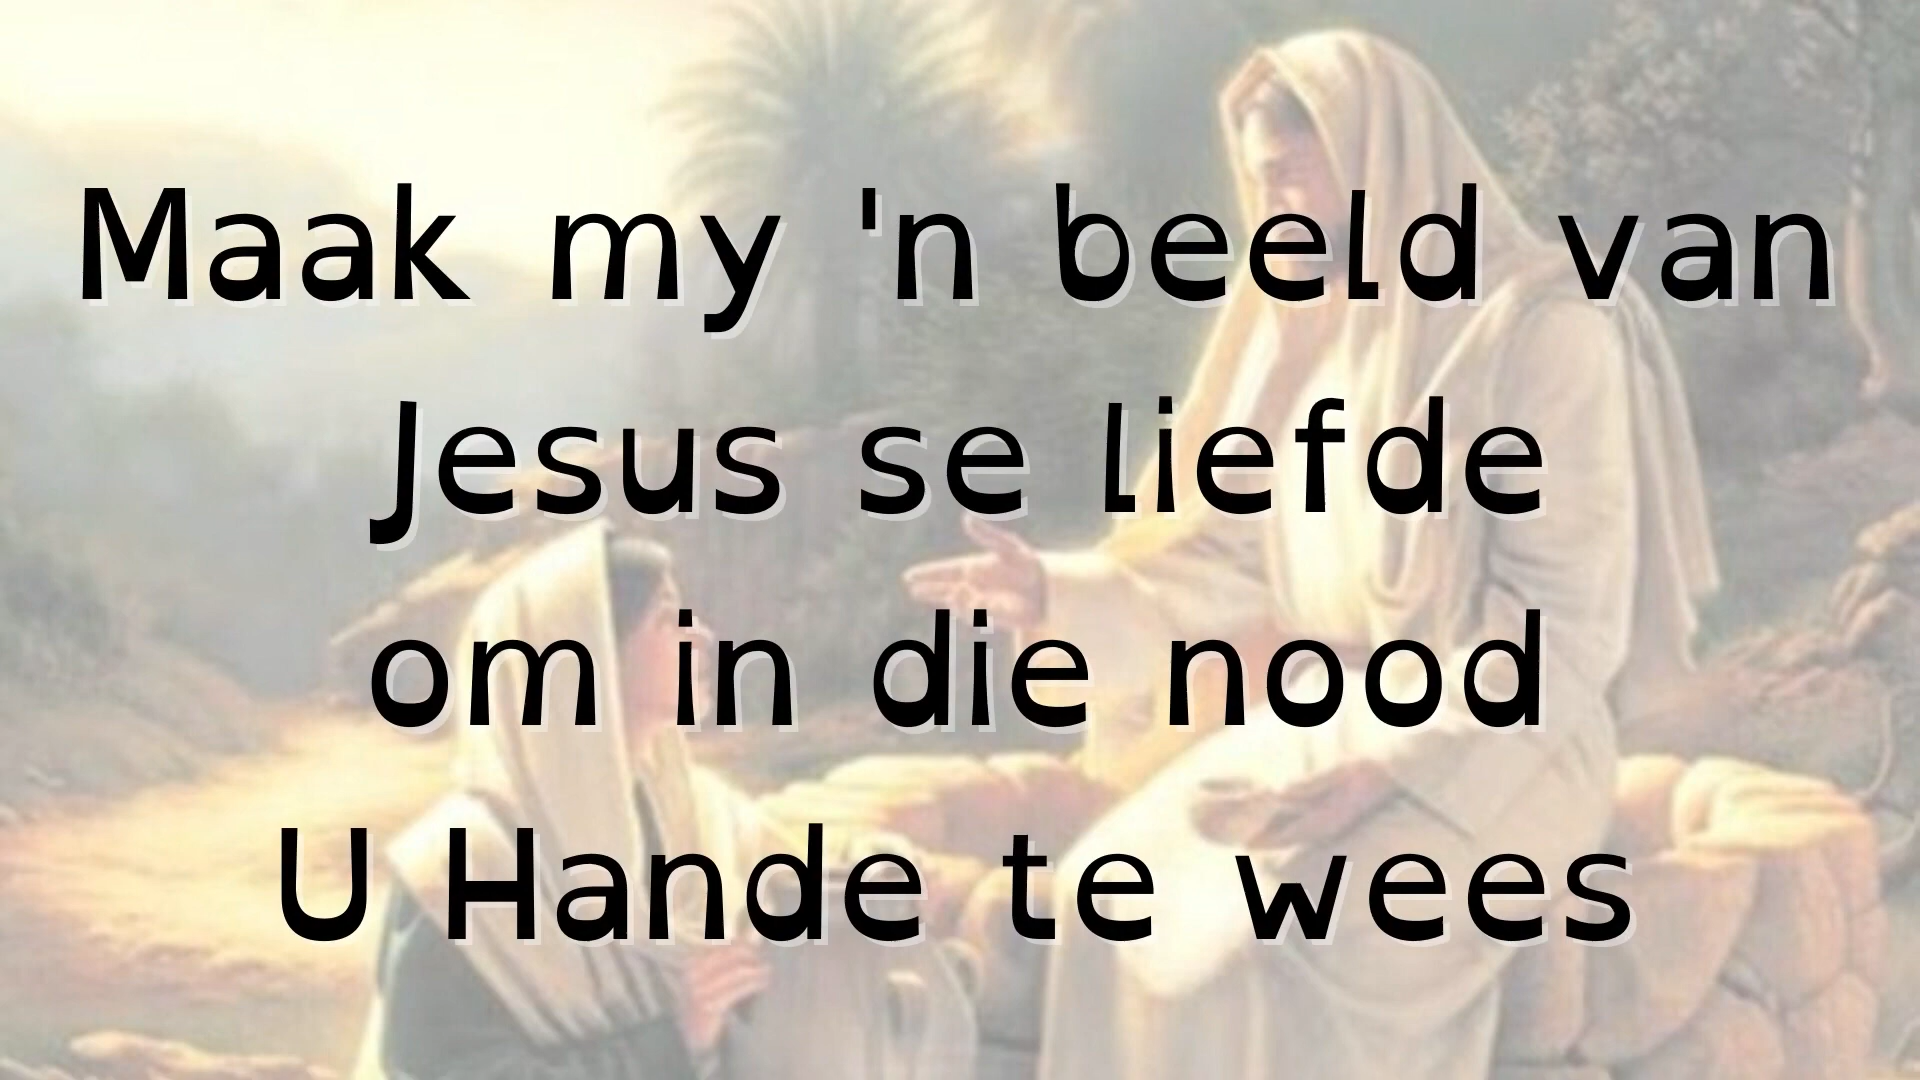 Maak my 'n beeld van
Jesus se liefde
om in die nood
U Hande te wees